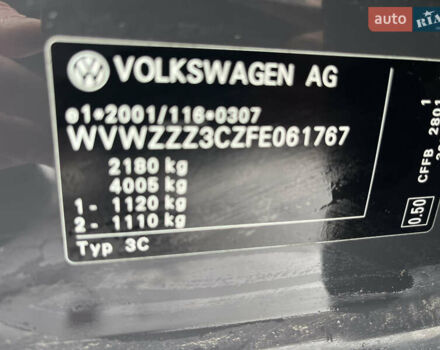 auto RIA
VOLKSWAGEN AG
e1*2001/116*0307
WVWZZZ3CZFE061767
2180 kg
4005 kg
1- 1120 kg
2- 1110 kg
Typ 3C
CFFB 280
0.50